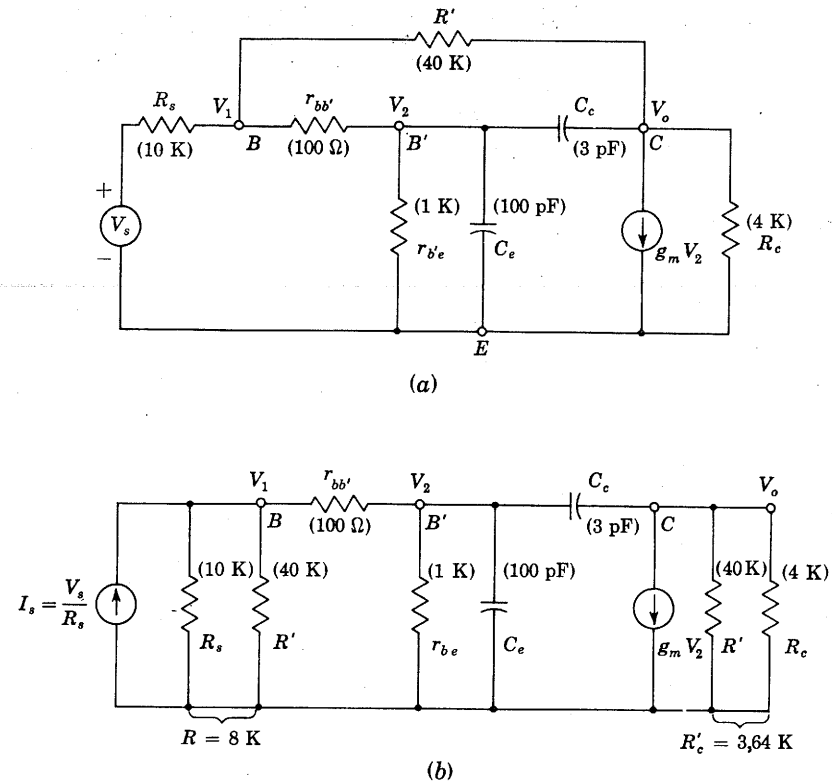 R'
(40 K)
R_s V_1 r_bb' V_2 C_c V_o
(10 K) B (100 Ω) B' (3 pF) C
+
V_s
−
(1 K) (100 pF) (4 K)
r_b'e C_e g_m V_2 R_c
E
(a)
V_1 r_bb' V_2 C_c V_o
B (100 Ω) B' (3 pF) C
(10 K) (40 K) (1 K) (100 pF) (40 K) (4 K)
I_s = V_s / R_s
R_s R' r_be C_e g_m V_2 R' R_c
R = 8 K R'_c = 3,64 K
(b)